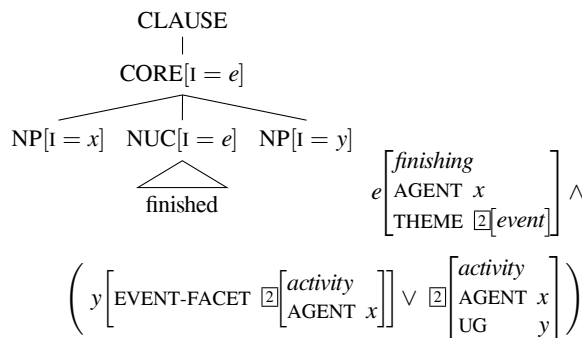 CLAUSE
CORE[I = e]
NP[I = x] NUC[I = e] NP[I = y]
finished
e [finishing
AGENT x
THEME 2[event]] ∧
( y [EVENT-FACET 2 [activity
AGENT x]] ∨ 2 [activity
AGENT x
UG y] )